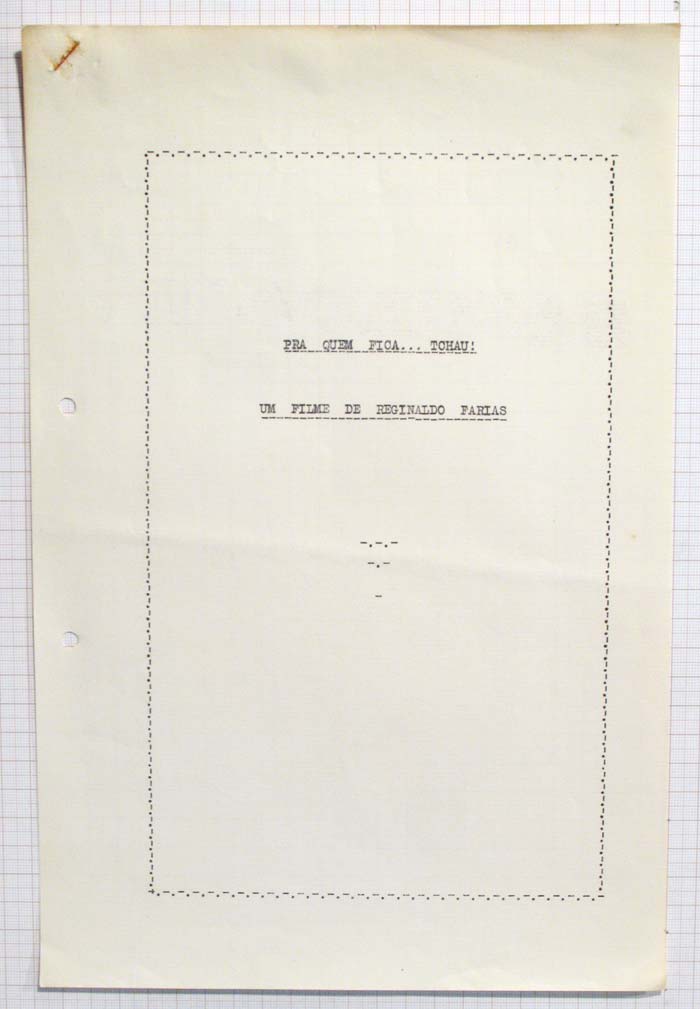 PRA QUEM FICA... TCHAU!
UM FILME DE REGINALDO FARIAS
-.-.-
-.-
-